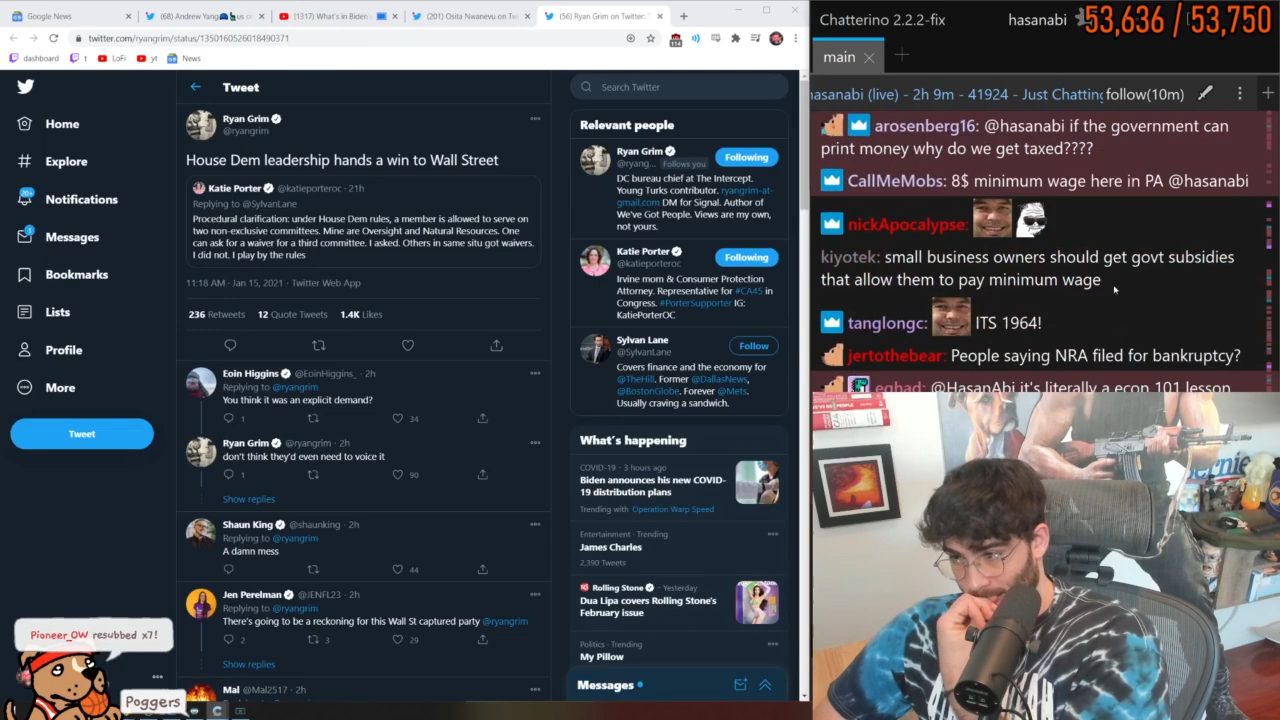 Google News
(68) Andrew Yang us c
(1317) What's in Biden
(201) Osita Nwanevu on Tw
(56) Ryan Grim on Twitter: "
twitter.com/ryangrim/status/1350160526018490371
114
dashboard
t
LoFi
yt
News
Home
Explore
20+
Notifications
1
Messages
Bookmarks
Lists
Profile
More
Tweet
Tweet
Ryan Grim
@ryangrim
House Dem leadership hands a win to Wall Street
Katie Porter @katieporteroc · 21h
Replying to @SylvanLane
Procedural clarification: under House Dem rules, a member is allowed to serve on
two non-exclusive committees. Mine are Oversight and Natural Resources. One
can ask for a waiver for a third committee. I asked. Others in same situ got waivers.
I did not. I play by the rules
11:18 AM · Jan 15, 2021 · Twitter Web App
236 Retweets 12 Quote Tweets 1.4K Likes
Eoin Higgins @EoinHiggins_ · 2h
Replying to @ryangrim
You think it was an explicit demand?
1 34
Ryan Grim @ryangrim · 2h
don't think they'd even need to voice it
1 90
Show replies
Shaun King @shaunking · 2h
Replying to @ryangrim
A damn mess
44
Jen Perelman @JENFL23 · 2h
Replying to @ryangrim
There's going to be a reckoning for this Wall St captured party @ryangrim
2 3 29
Show replies
Mal @Mal2517 · 2h
Search Twitter
Relevant people
Ryan Grim
@ryang... Follows you
Following
DC bureau chief at The Intercept.
Young Turks contributor. ryangrim-at-
gmail.com DM for Signal. Author of
We've Got People. Views are my own,
not yours.
Katie Porter
@katieporteroc
Following
Irvine mom & Consumer Protection
Attorney. Represents #CA45 in
Congress. #PorterSupporter IG:
KatiePorterOC
Sylvan Lane
@SylvanLane
Follow
Covers finance and the economy for
@TheHill. Former @DallasNews,
@BostonGlobe. Forever @Mets.
Usually craving a sandwich.
What's happening
COVID-19 · 3 hours ago
Biden announces his new COVID-
19 distribution plans
Trending with Operation Warp Speed
Entertainment · Trending
James Charles
2,390 Tweets
Rolling Stone · Yesterday
Dua Lipa covers Rolling Stone's
February issue
Politics · Trending
My Pillow
Messages
Pioneer_OW resubbed x7!
Poggers
Chatterino 2.2.2-fix
hasanabi
53,636 / 53,750
main
hasanabi (live) - 2h 9m - 41924 - Just Chatting
follow(10m)
arosenberg16: @hasanabi if the government can
print money why do we get taxed????
CallMeMobs: 8$ minimum wage here in PA @hasanabi
nickApocalypse:
kiyotek: small business owners should get govt subsidies
that allow them to pay minimum wage
tanglongc: ITS 1964!
jertothebear: People saying NRA filed for bankruptcy?
eghad: @HasanAbi it's literally a econ 101 lesson
Bernie